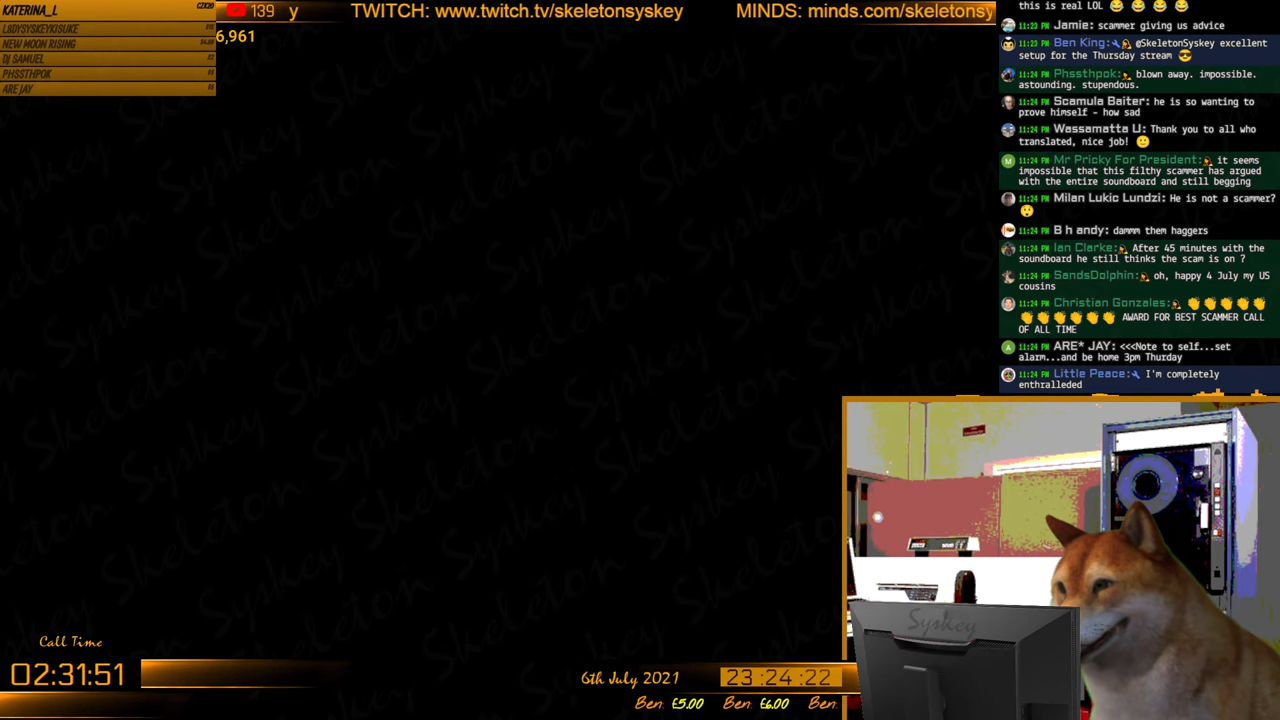 KATERINA_L CZK20
L8DYSYSKEYKISUKE
NEW MOON RISING
DJ SAMUEL
PHSSTHPOK
ARE JAY
139 y
6,961
TWITCH: www.twitch.tv/skeletonsyskey MINDS: minds.com/skeletonsy
this is real LOL 😂 😂 😂 😂
11:23 PM Jamie: scammer giving us advice
11:23 PM Ben King: @SkeletonSyskey excellent
setup for the Thursday stream 😎
11:24 PM Phssthpok: blown away. impossible.
astounding. stupendous.
11:24 PM Scamula Baiter: he is so wanting to
prove himself - how sad
11:24 PM Wassamatta U: Thank you to all who
translated, nice job! 🙂
M 11:24 PM Mr Pricky For President: it seems
impossible that this filthy scammer has argued
with the entire soundboard and still begging
11:24 PM Milan Lukic Lundzi: He is not a scammer?
😲
11:24 PM B h andy: dammm them haggers
11:24 PM Ian Clarke: After 45 minutes with the
soundboard he still thinks the scam is on ?
11:24 PM SandsDolphin: oh, happy 4 July my US
cousins
11:24 PM Christian Gonzales: 👏 👏 👏 👏 👏
👏 👏 👏 👏 👏 👏 AWARD FOR BEST SCAMMER CALL
OF ALL TIME
A 11:24 PM ARE* JAY: <<<Note to self...set
alarm...and be home 3pm Thurday
11:24 PM Little Peace: I'm completely
enthralleded
Skeleton Syskey
Syskey
Call Time
02:31:51
6th July 2021 23:24:22
Ben: £5.00 Ben: £6.00 Ben: